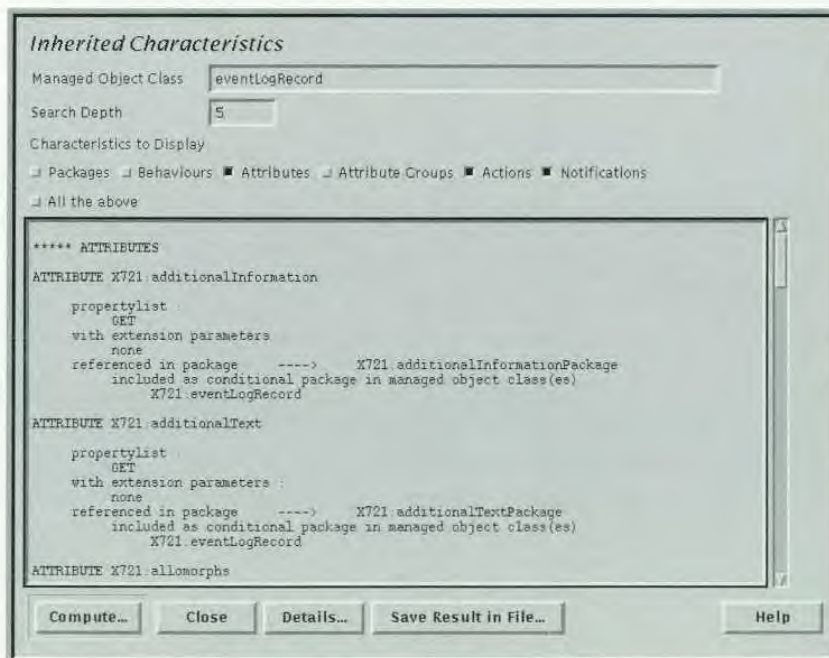 Inherited Characteristics
Managed Object Class eventLogRecord
Search Depth 5
Characteristics to Display
Packages Behaviours Attributes Attribute Groups Actions Notifications
All the above
***** ATTRIBUTES
ATTRIBUTE X721:additionalInformation
propertylist :
GET
with extension parameters
none
referenced in package ----> X721:additionalInformationPackage
included as conditional package in managed object class(es)
X721:eventLogRecord
ATTRIBUTE X721:additionalText
propertylist
GET
with extension parameters :
none
referenced in package ----> X721:additionalTextPackage
included as conditional package in managed object class(es)
X721:eventLogRecord
ATTRIBUTE X721:allomorphs
Compute... Close Details... Save Result in File... Help